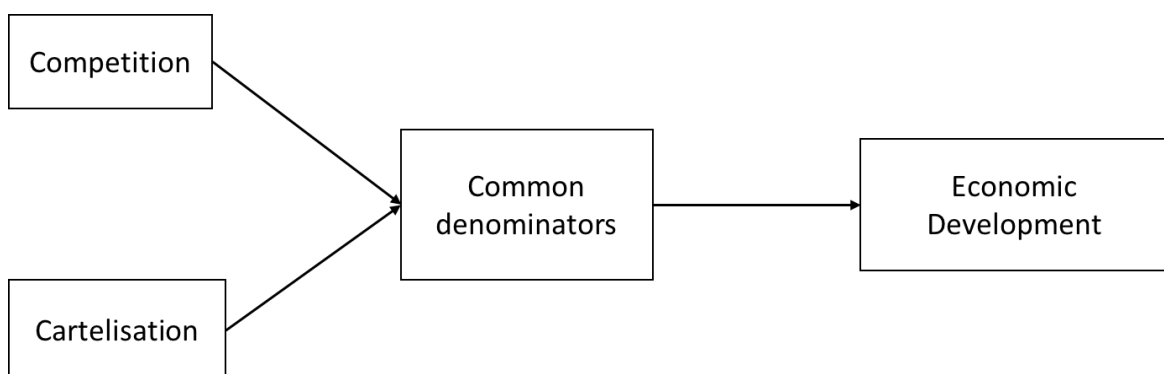 Competition
Common
denominators
Economic
Development
Cartelisation